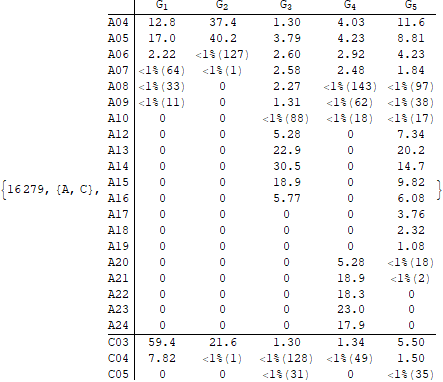 G₁ G₂ G₃ G₄ G₅
A04 12.8 37.4 1.30 4.03 11.6
A05 17.0 40.2 3.79 4.23 8.81
A06 2.22 <1%(127) 2.60 2.92 4.23
A07 <1%(64) <1%(1) 2.58 2.48 1.84
A08 <1%(33) 0 2.27 <1%(143) <1%(97)
A09 <1%(11) 0 1.31 <1%(62) <1%(38)
A10 0 0 <1%(88) <1%(18) <1%(17)
A12 0 0 5.28 0 7.34
A13 0 0 22.9 0 20.2
A14 0 0 30.5 0 14.7
{16279, {A, C}, A15 0 0 18.9 0 9.82 }
A16 0 0 5.77 0 6.08
A17 0 0 0 0 3.76
A18 0 0 0 0 2.32
A19 0 0 0 0 1.08
A20 0 0 0 5.28 <1%(18)
A21 0 0 0 18.9 <1%(2)
A22 0 0 0 18.3 0
A23 0 0 0 23.0 0
A24 0 0 0 17.9 0
C03 59.4 21.6 1.30 1.34 5.50
C04 7.82 <1%(1) <1%(128) <1%(49) 1.50
C05 0 0 <1%(31) 0 <1%(35)